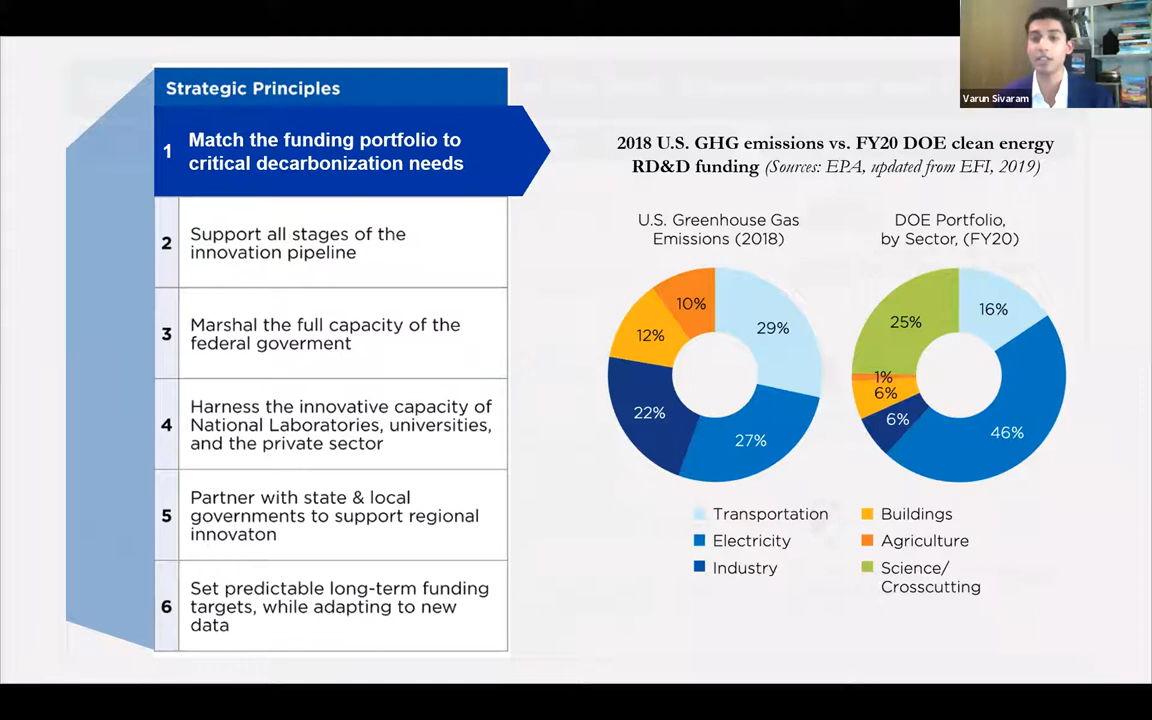 Varun Sivaram
Strategic Principles
1
Match the funding portfolio to
critical decarbonization needs
2
Support all stages of the
innovation pipeline
3
Marshal the full capacity of the
federal goverment
4
Harness the innovative capacity of
National Laboratories, universities,
and the private sector
5
Partner with state & local
governments to support regional
innovaton
6
Set predictable long-term funding
targets, while adapting to new
data
2018 U.S. GHG emissions vs. FY20 DOE clean energy
RD&D funding (Sources: EPA, updated from EFI, 2019)
U.S. Greenhouse Gas
Emissions (2018)
10%
29%
12%
22%
27%
DOE Portfolio,
by Sector, (FY20)
25%
16%
1%
6%
6%
46%
Transportation
Electricity
Industry
Buildings
Agriculture
Science/
Crosscutting